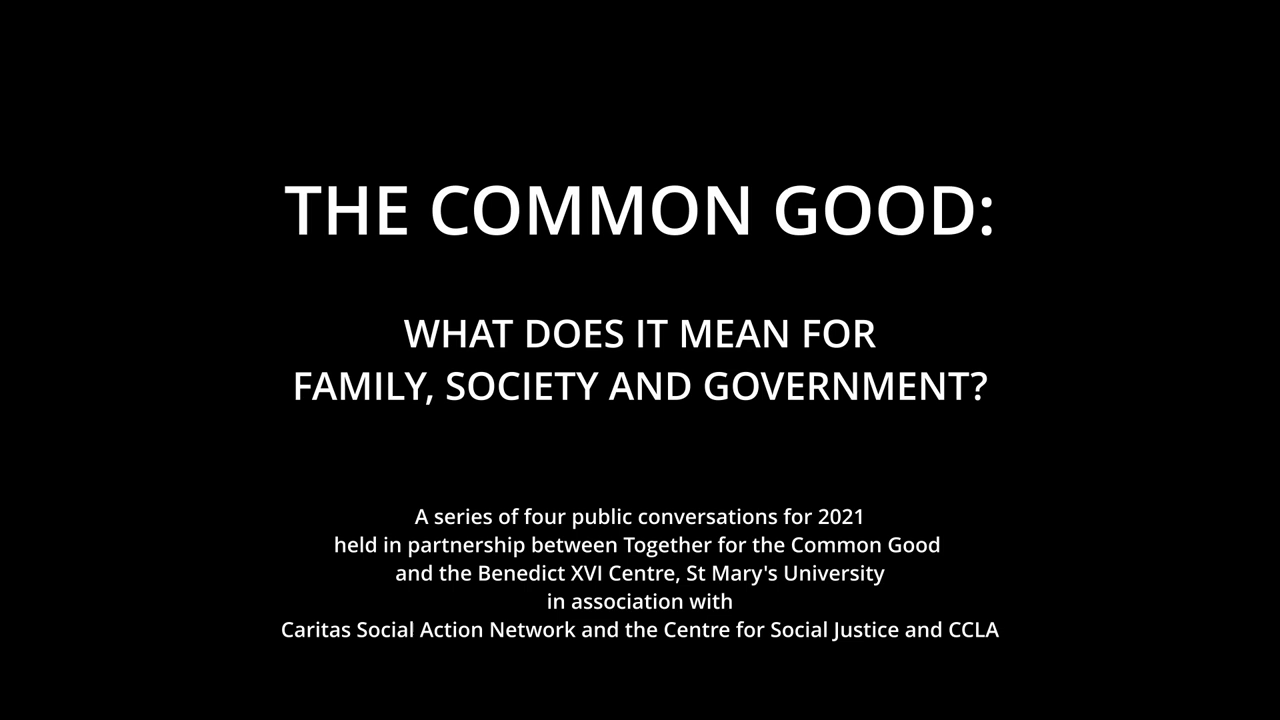 THE COMMON GOOD:
WHAT DOES IT MEAN FOR
FAMILY, SOCIETY AND GOVERNMENT?
A series of four public conversations for 2021
held in partnership between Together for the Common Good
and the Benedict XVI Centre, St Mary's University
in association with
Caritas Social Action Network and the Centre for Social Justice and CCLA